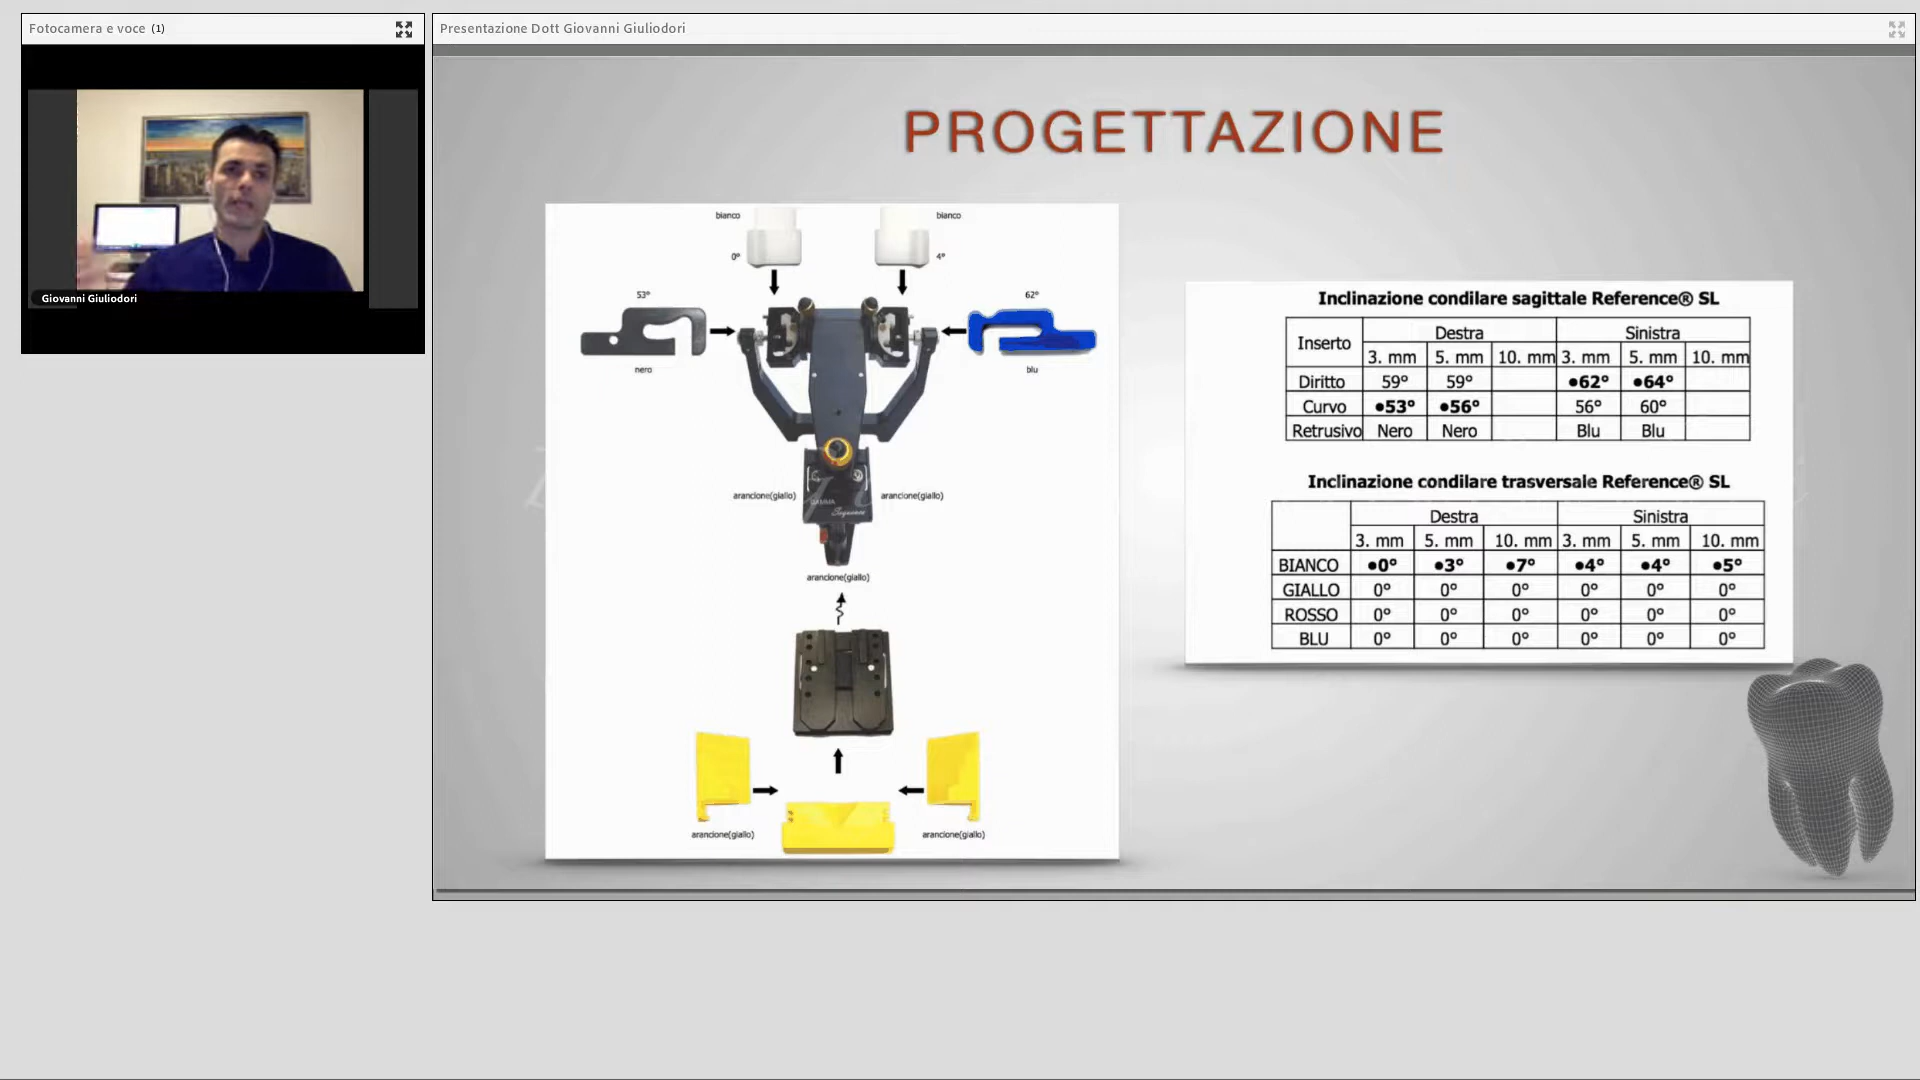 Fotocamera e voce (1)
Presentazione Dott Giovanni Giuliodori
Giovanni Giuliodori
PROGETTAZIONE
bianco bianco
0° 4°
53° 62°
nero blu
GAMMA
Sequence
arancione(giallo) arancione(giallo)
arancione(giallo)
arancione(giallo) arancione(giallo)
Inclinazione condilare sagittale Reference® SL
Inserto Destra Sinistra
3. mm 5. mm 10. mm 3. mm 5. mm 10. mm
Diritto 59° 59° •62° •64°
Curvo •53° •56° 56° 60°
Retrusivo Nero Nero Blu Blu
Inclinazione condilare trasversale Reference® SL
Destra Sinistra
3. mm 5. mm 10. mm 3. mm 5. mm 10. mm
BIANCO •0° •3° •7° •4° •4° •5°
GIALLO 0° 0° 0° 0° 0° 0°
ROSSO 0° 0° 0° 0° 0° 0°
BLU 0° 0° 0° 0° 0° 0°